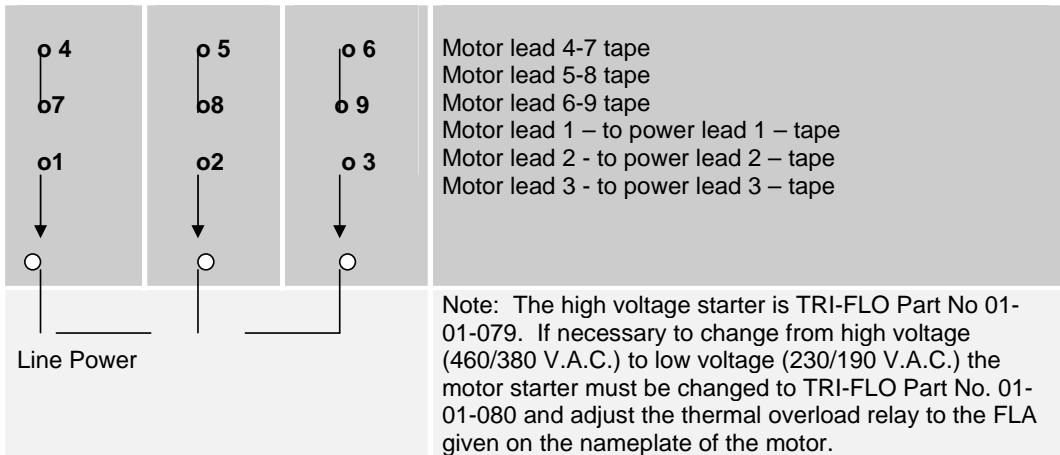 o 4
o 5
o 6
o7
o8
o 9
o1
o2
o 3
Motor lead 4-7 tape
Motor lead 5-8 tape
Motor lead 6-9 tape
Motor lead 1 – to power lead 1 – tape
Motor lead 2 - to power lead 2 – tape
Motor lead 3 - to power lead 3 – tape
Line Power
Note:  The high voltage starter is TRI-FLO Part No 01-
01-079.  If necessary to change from high voltage
(460/380 V.A.C.) to low voltage (230/190 V.A.C.) the
motor starter must be changed to TRI-FLO Part No. 01-
01-080 and adjust the thermal overload relay to the FLA
given on the nameplate of the motor.